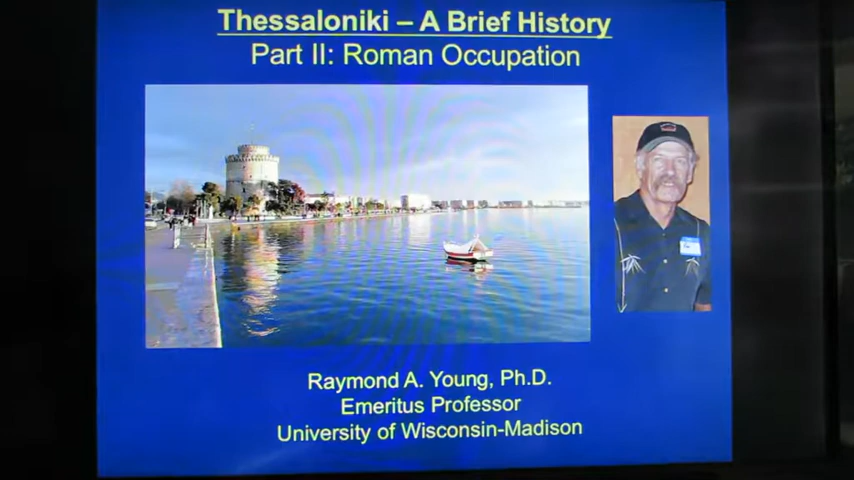 Thessaloniki – A Brief History
Part II: Roman Occupation
Raymond A. Young, Ph.D.
Emeritus Professor
University of Wisconsin-Madison